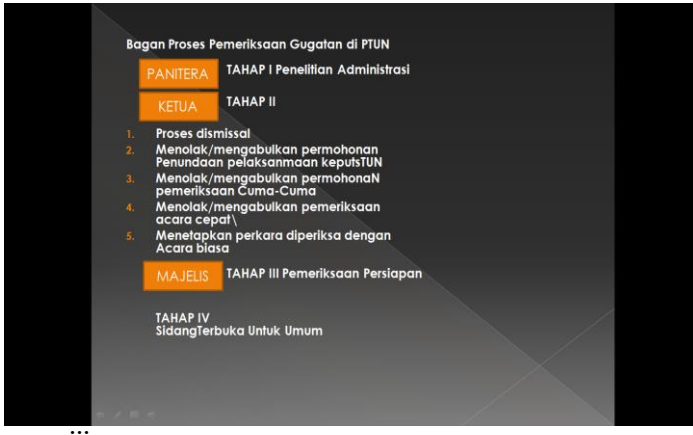 Bagan Proses Pemeriksaan Gugatan di PTUN
PANITERA TAHAP I Penelitian Administrasi
KETUA TAHAP II
1. Proses dismissal
2. Menolak/mengabulkan permohonan
Penundaan pelaksanmaan keputsTUN
3. Menolak/mengabulkan permohonaN
pemeriksaan Cuma-Cuma
4. Menolak/mengabulkan pemeriksaan
acara cepat\
5. Menetapkan perkara diperiksa dengan
Acara biasa
MAJELIS TAHAP III Pemeriksaan Persiapan
TAHAP IV
SidangTerbuka Untuk Umum
...